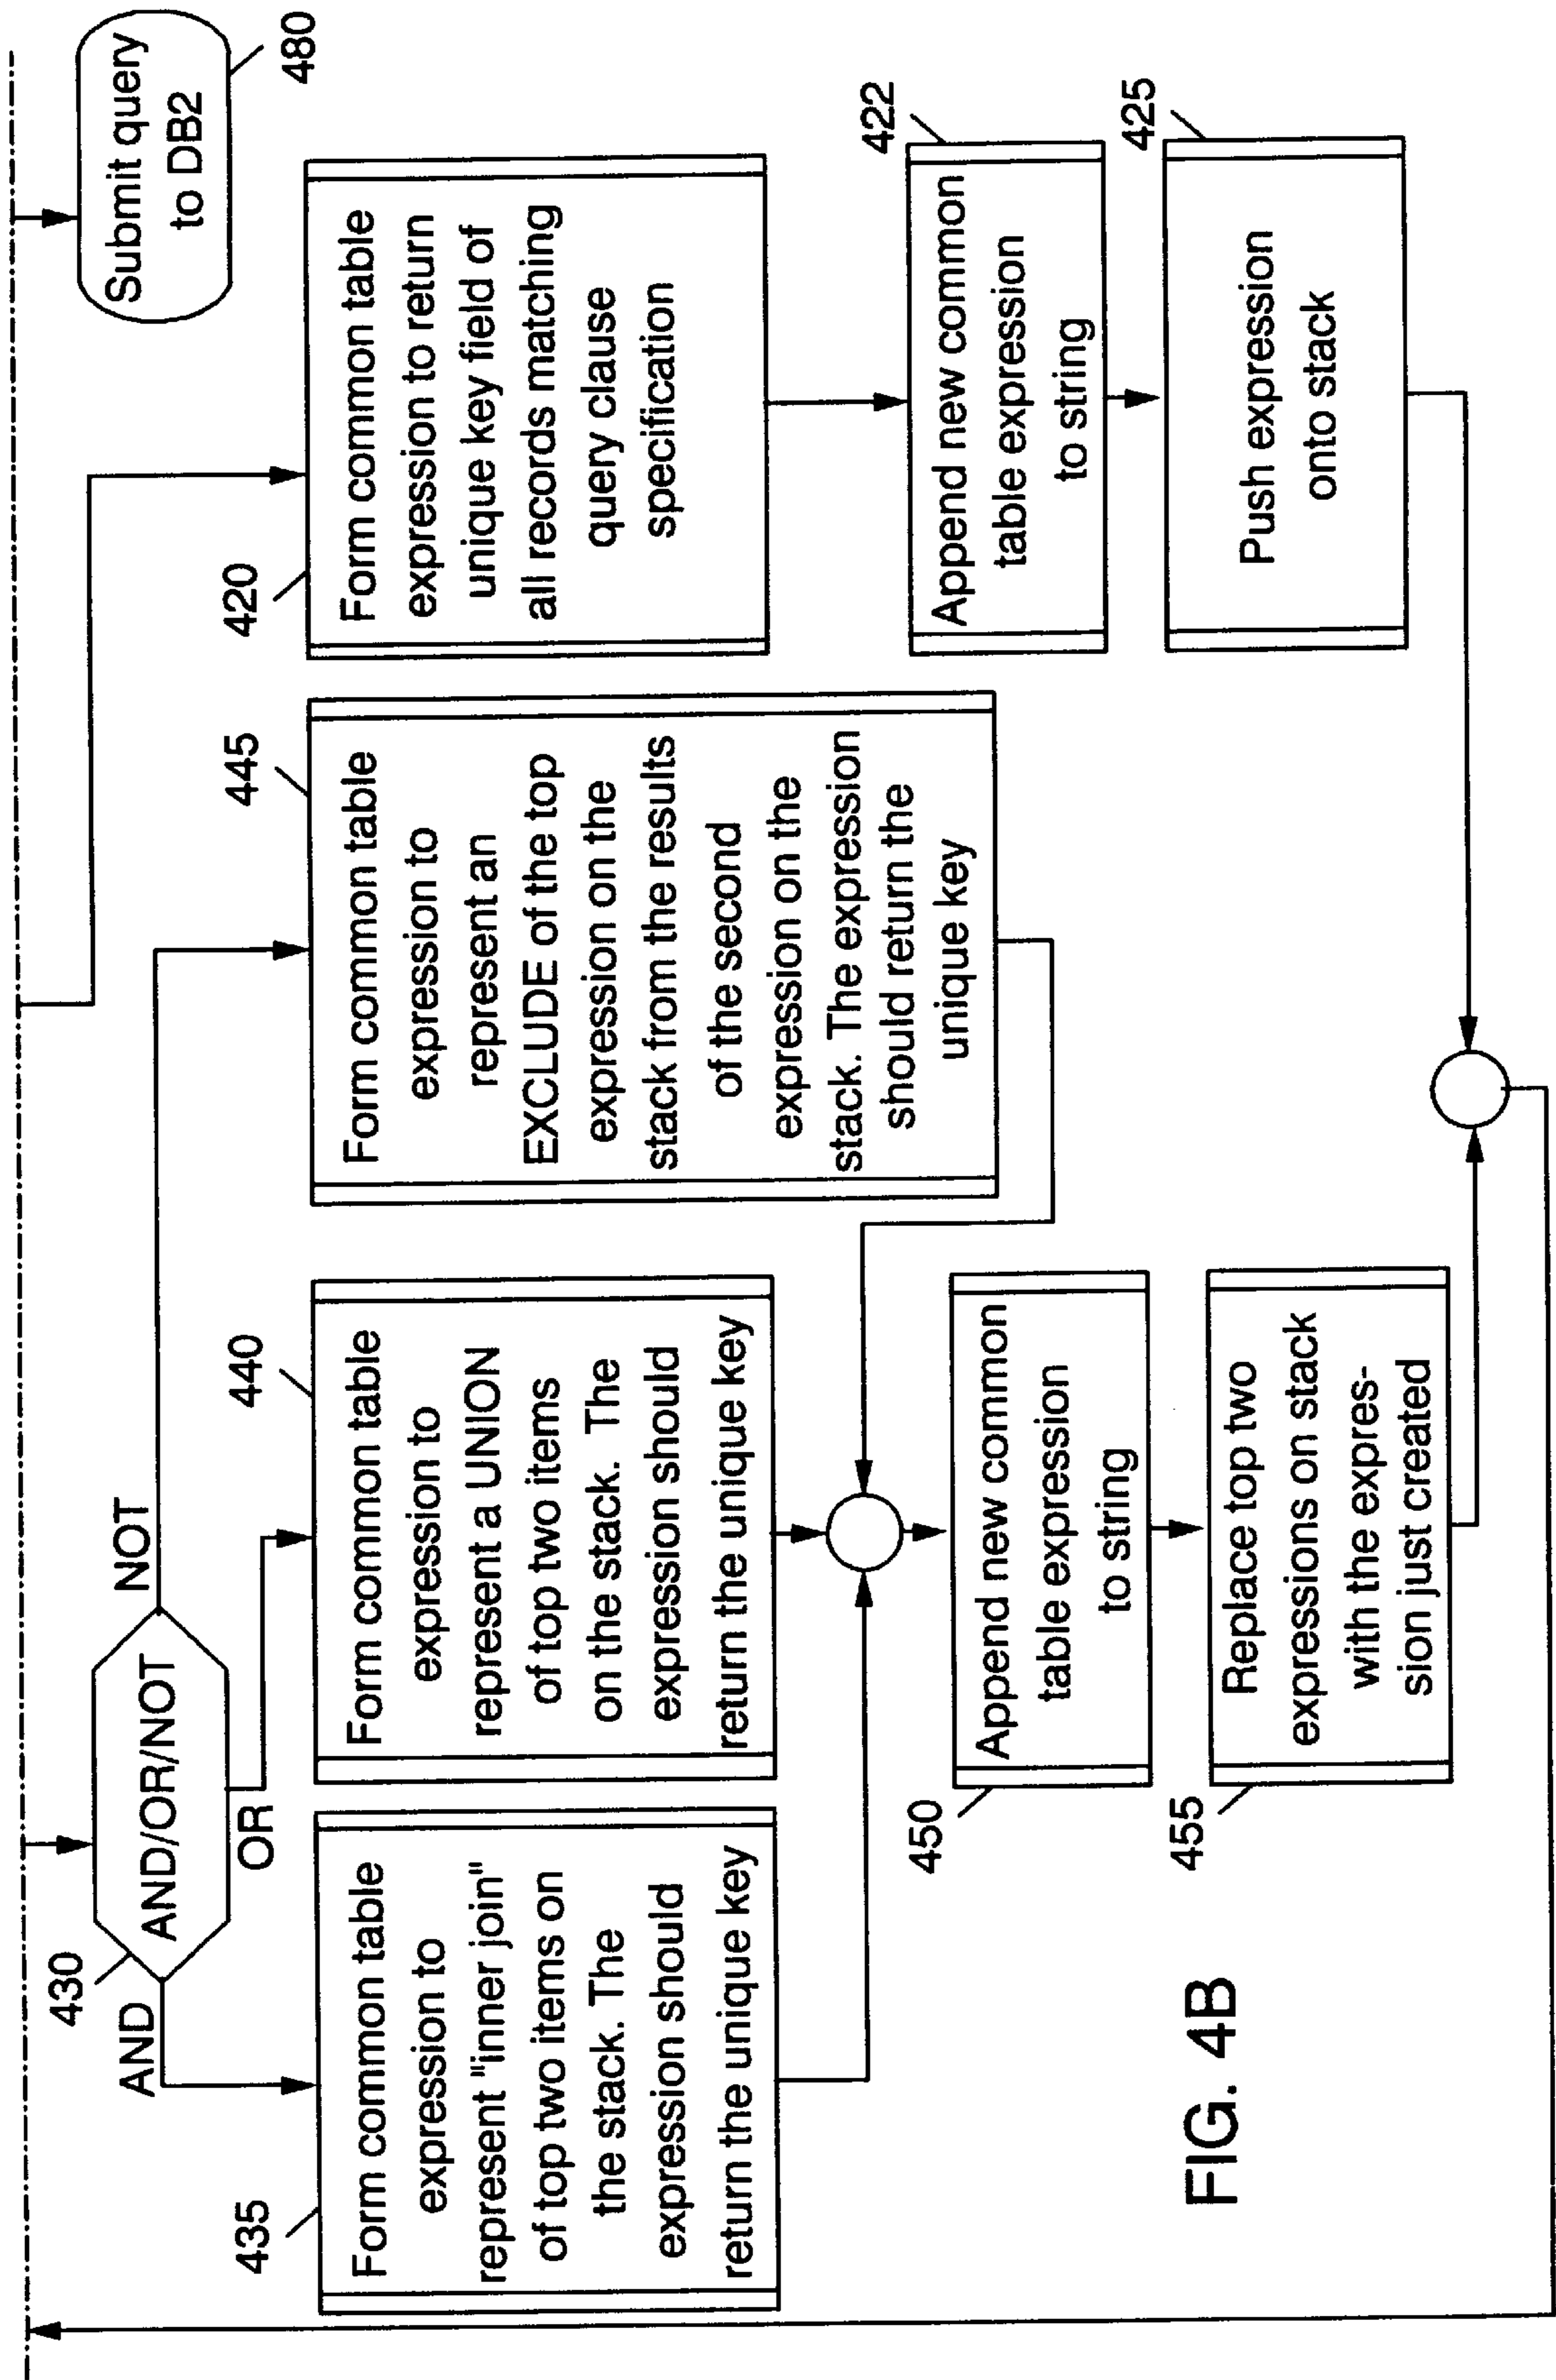 430
AND/OR/NOT
AND
OR
NOT
Submit query
to DB2
480
435
Form common table
expression to
represent "inner join"
of top two items on
the stack. The
expression should
return the unique key
440
Form common table
expression to
represent a UNION
of top two items
on the stack. The
expression should
return the unique key
445
Form common table
expression to
represent an
EXCLUDE of the top
expression on the
stack from the results
of the second
expression on the
stack. The expression
should return the
unique key
420
Form common table
expression to return
unique key field of
all records matching
query clause
specification
450
Append new common
table expression
to string
455
Replace top two
expressions on stack
with the expres-
sion just created
422
Append new common
table expression
to string
425
Push expression
onto stack
FIG. 4B